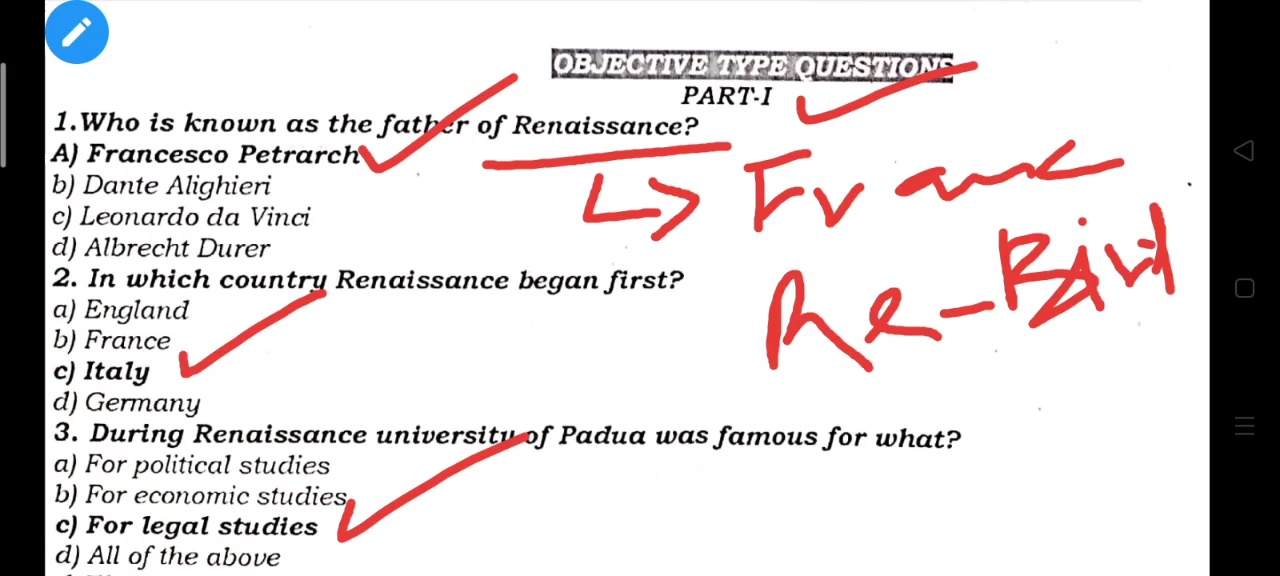 OBJECTIVE TYPE QUESTIONS
PART-I
1.Who is known as the father of Renaissance?
A) Francesco Petrarch
b) Dante Alighieri
c) Leonardo da Vinci
d) Albrecht Durer
Franc
Re-Birth
2. In which country Renaissance began first?
a) England
b) France
c) Italy
d) Germany
3. During Renaissance university of Padua was famous for what?
a) For political studies
b) For economic studies
c) For legal studies
d) All of the above